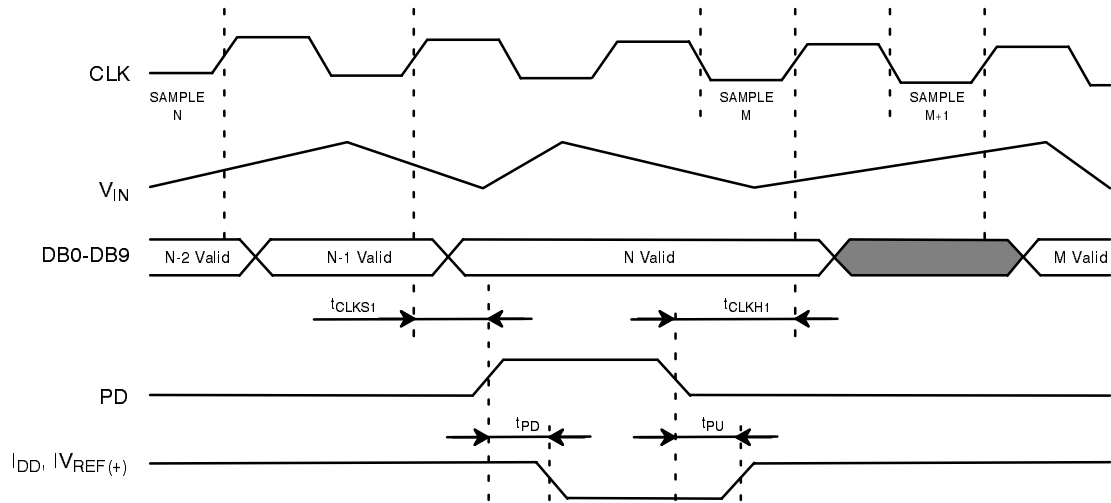 CLK
SAMPLE
N
SAMPLE
M
SAMPLE
M+1
VIN
DB0-DB9
N-2 Valid
N-1 Valid
N Valid
M Valid
tCLKS1
tCLKH1
PD
tPD
tPU
IDD, IVREF(+)